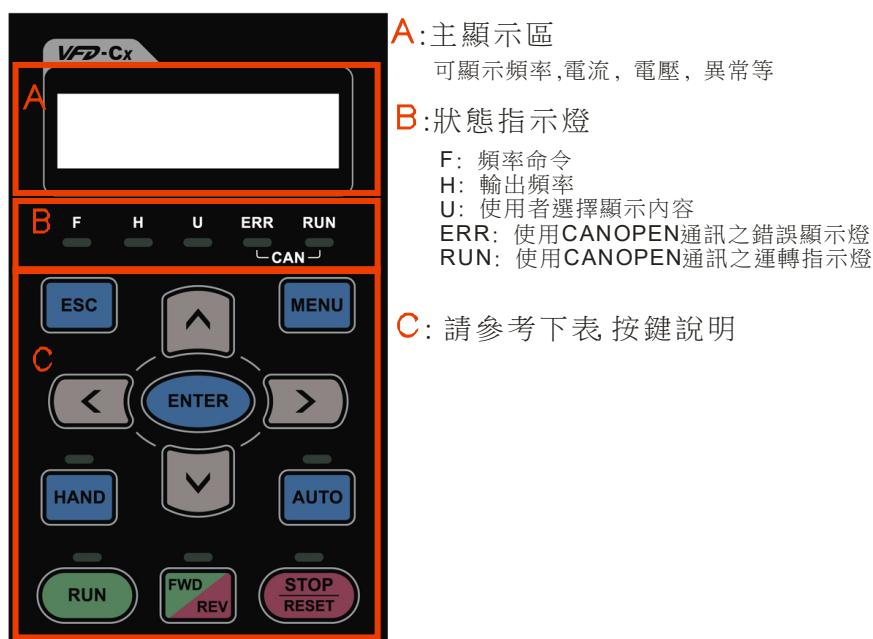 VFD-Cx
A
B
F H U ERR RUN
CAN
C
ESC
MENU
ENTER
HAND
AUTO
RUN
FWD
REV
STOP
RESET
A:主顯示區
可顯示頻率,電流, 電壓, 異常等
B:狀態指示燈
F: 頻率命令
H: 輸出頻率
U: 使用者選擇顯示內容
ERR: 使用CANOPEN通訊之錯誤顯示燈
RUN: 使用CANOPEN通訊之運轉指示燈
C: 請參考下表 按鍵說明